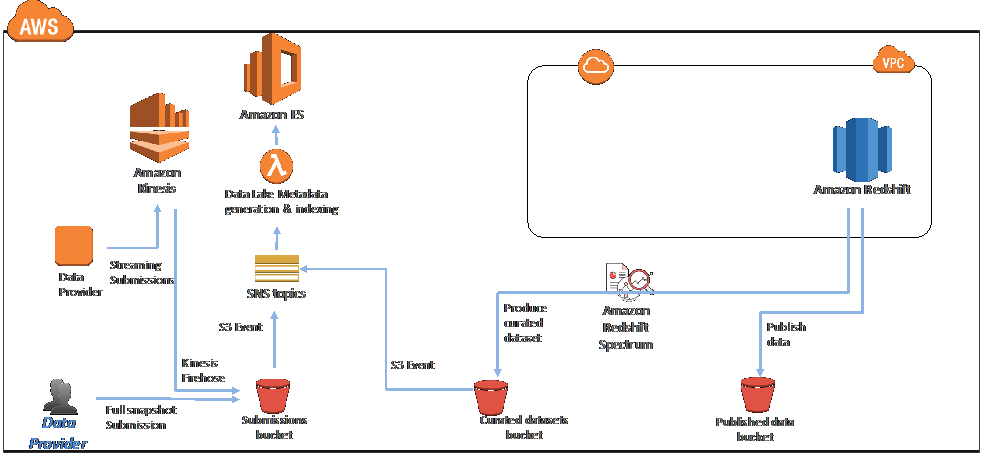 AWS
VPC
Amazon ES
Amazon
Kinesis
Data Lake Metadata
generation & indexing
Amazon Redshift
Data
Provider
Streaming
Submissions
SNS topics
S3 Event
Produce
curated
dataset
Amazon
Redshift
Spectrum
Publish
data
Kinesis
Firehose
S3 Event
Data
Provider
Full snapshot
Submission
Submissions
bucket
Curated datasets
bucket
Published data
bucket